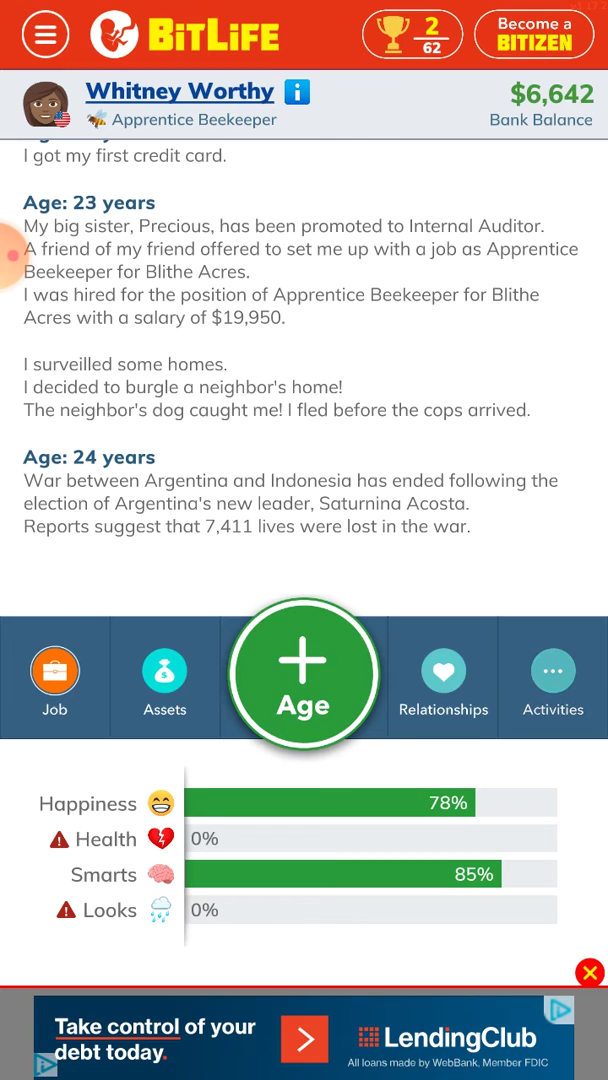 v1.17.2
BITLIFE
2
62
Become a
BITIZEN
Whitney Worthy
Apprentice Beekeeper
$6,642
Bank Balance
I got my first credit card.
Age: 23 years
My big sister, Precious, has been promoted to Internal Auditor.
A friend of my friend offered to set me up with a job as Apprentice
Beekeeper for Blithe Acres.
I was hired for the position of Apprentice Beekeeper for Blithe
Acres with a salary of $19,950.
I surveilled some homes.
I decided to burgle a neighbor's home!
The neighbor's dog caught me! I fled before the cops arrived.
Age: 24 years
War between Argentina and Indonesia has ended following the
election of Argentina's new leader, Saturnina Acosta.
Reports suggest that 7,411 lives were lost in the war.
Job
Assets
Age
Relationships
Activities
Happiness 78%
Health 0%
Smarts 85%
Looks 0%
Take control of your
debt today.
LendingClub
All loans made by WebBank, Member FDIC